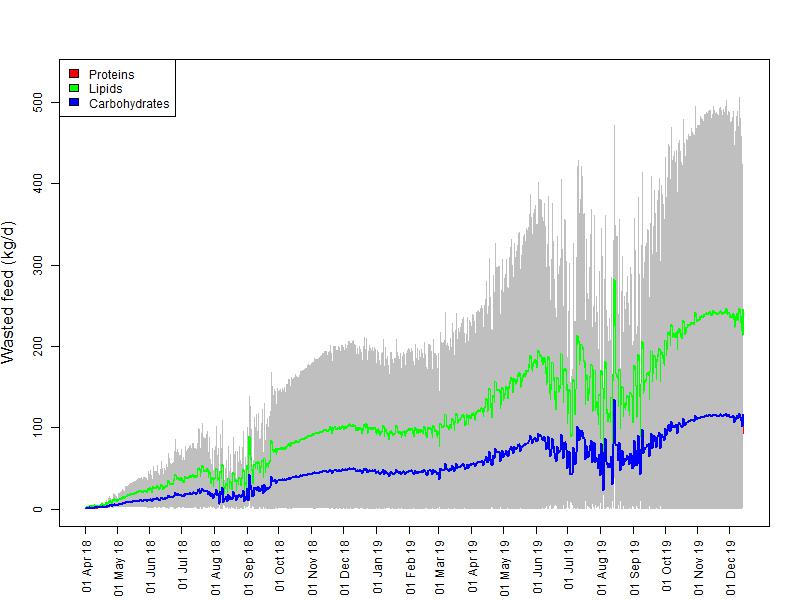 Proteins
Lipids
Carbohydrates
Wasted feed (kg/d)
500
400
300
200
100
0
01 Apr 18
01 May 18
01 Jun 18
01 Jul 18
01 Aug 18
01 Sep 18
01 Oct 18
01 Nov 18
01 Dec 18
01 Jan 19
01 Feb 19
01 Mar 19
01 Apr 19
01 May 19
01 Jun 19
01 Jul 19
01 Aug 19
01 Sep 19
01 Oct 19
01 Nov 19
01 Dec 19